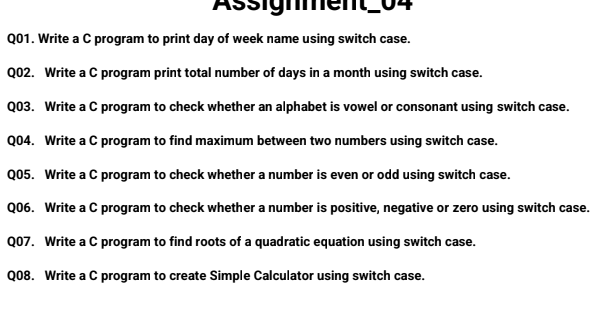 Assignment_04
Q01. Write a C program to print day of week name using switch case.
Q02. Write a C program print total number of days in a month using switch case.
Q03. Write a C program to check whether an alphabet is vowel or consonant using switch case.
Q04. Write a C program to find maximum between two numbers using switch case.
Q05. Write a C program to check whether a number is even or odd using switch case.
Q06. Write a C program to check whether a number is positive, negative or zero using switch case.
Q07. Write a C program to find roots of a quadratic equation using switch case.
Q08. Write a C program to create Simple Calculator using switch case.